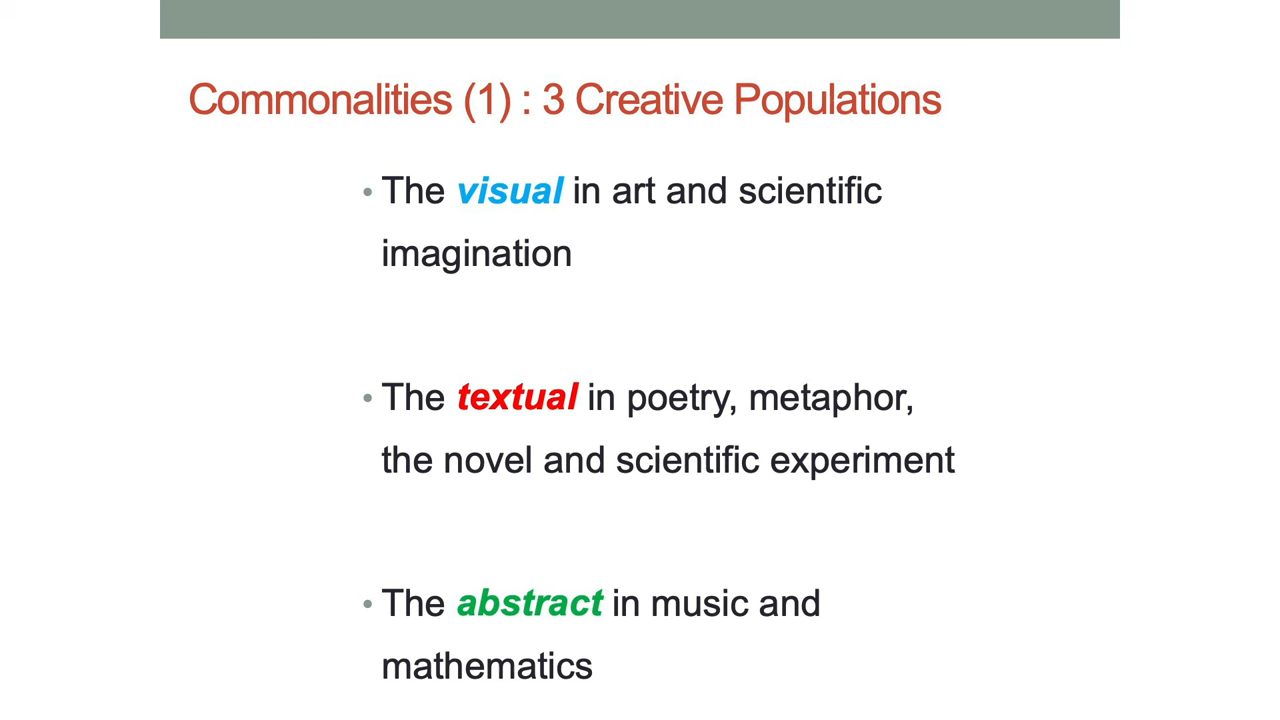 Commonalities (1) : 3 Creative Populations
• The visual in art and scientific
imagination
• The textual in poetry, metaphor,
the novel and scientific experiment
• The abstract in music and
mathematics